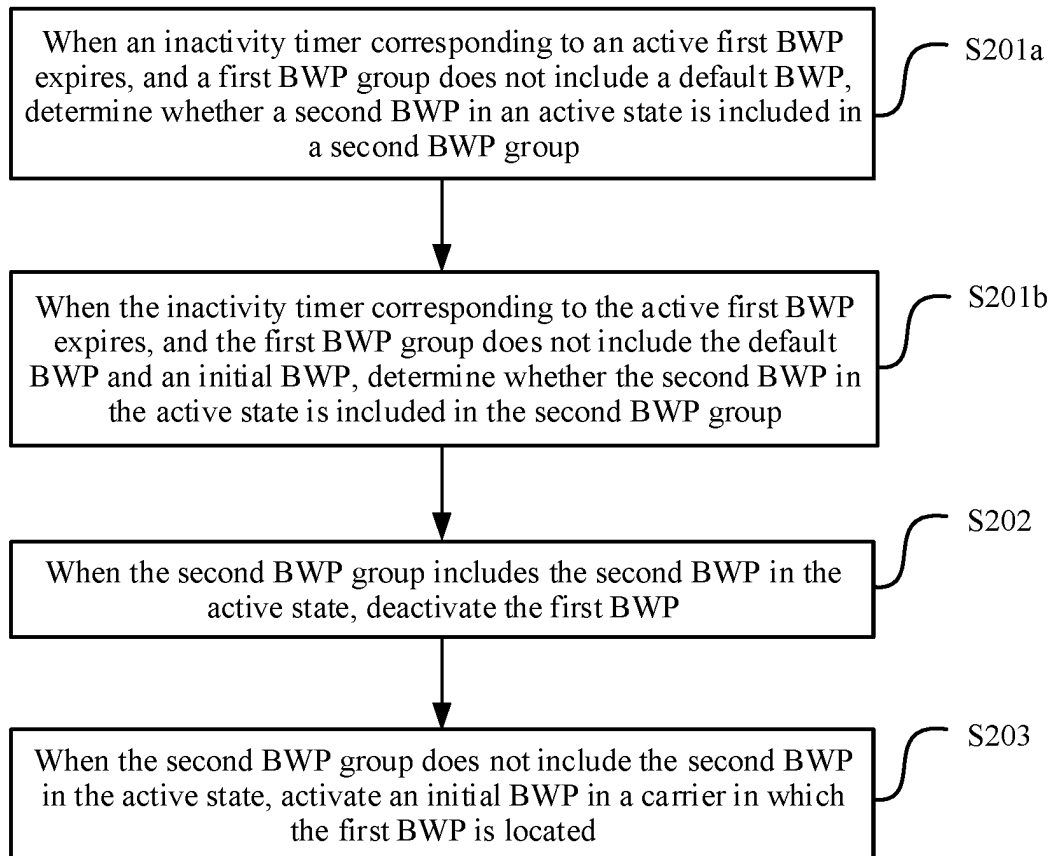 When an inactivity timer corresponding to an active first BWP
expires, and a first BWP group does not include a default BWP,
determine whether a second BWP in an active state is included in
a second BWP group
S201a
When the inactivity timer corresponding to the active first BWP
expires, and the first BWP group does not include the default
BWP and an initial BWP, determine whether the second BWP in
the active state is included in the second BWP group
S201b
When the second BWP group includes the second BWP in the
active state, deactivate the first BWP
S202
When the second BWP group does not include the second BWP
in the active state, activate an initial BWP in a carrier in which
the first BWP is located
S203